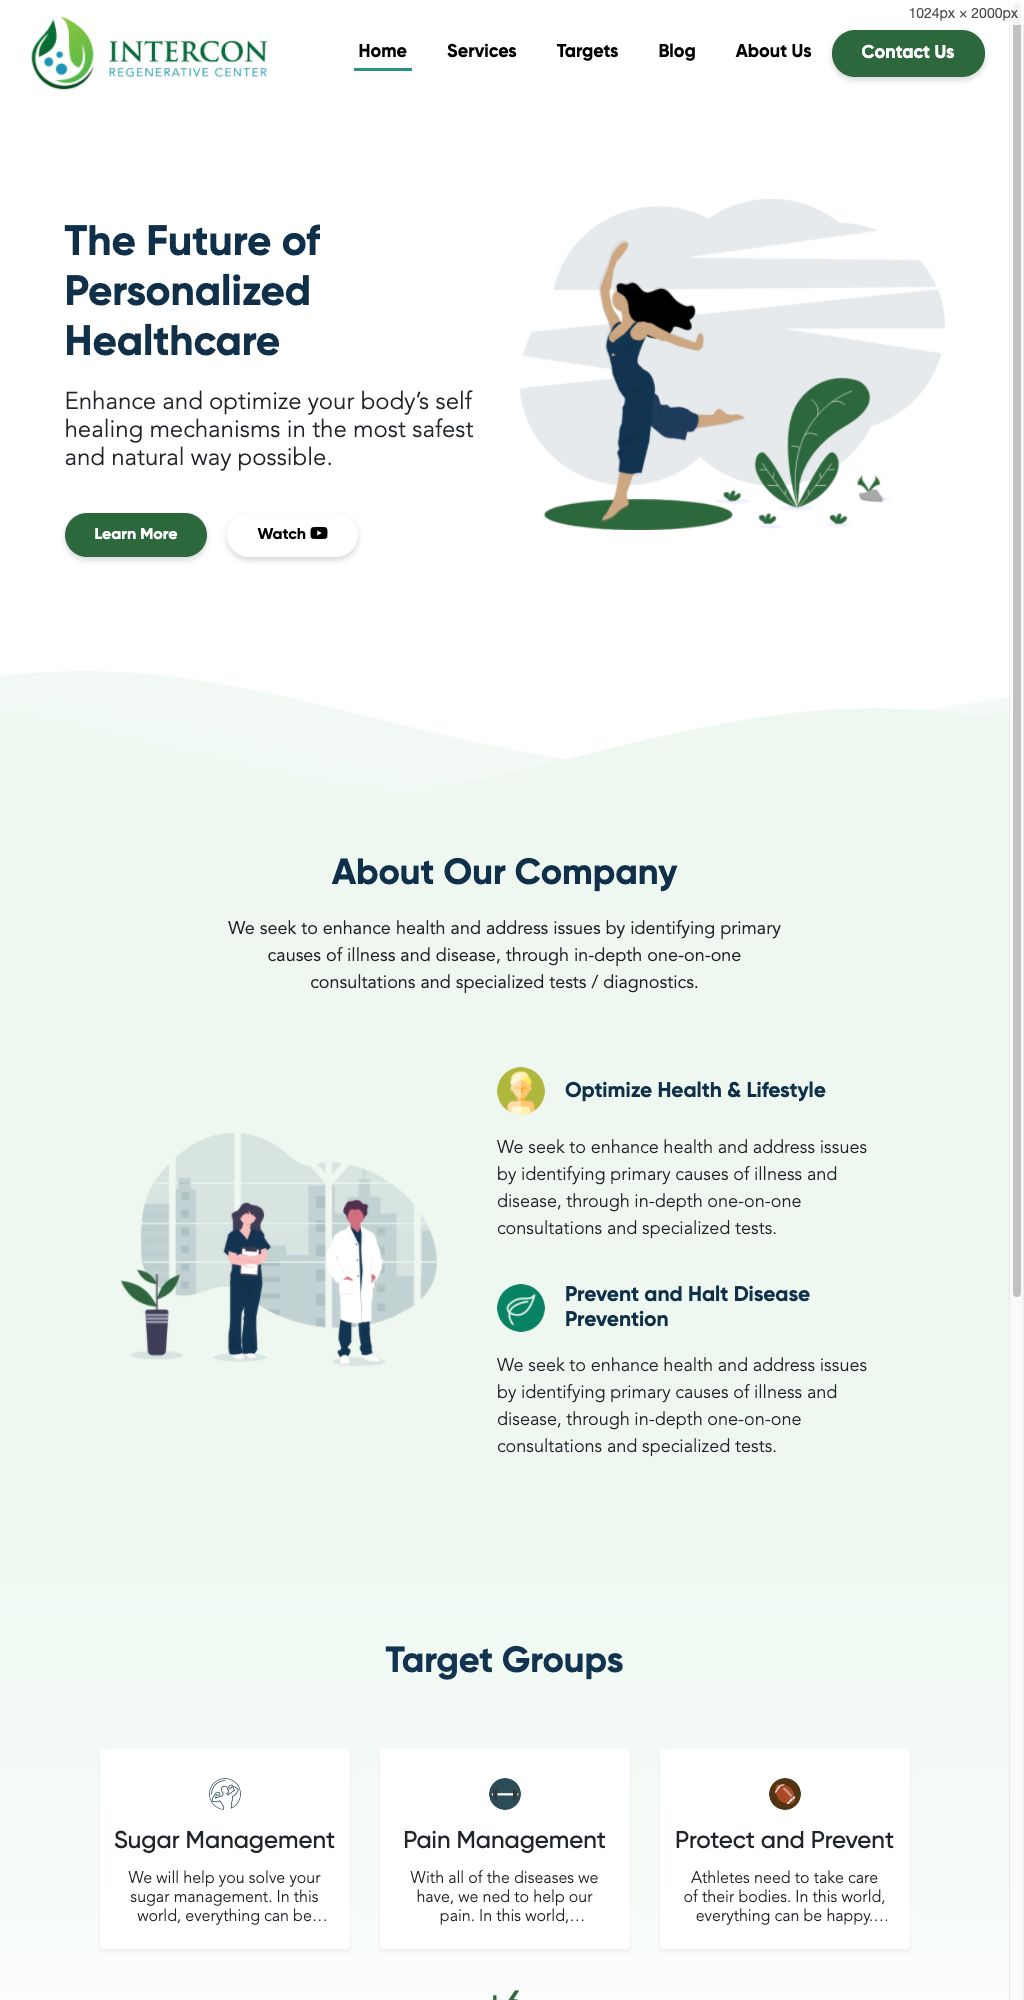 1024px × 2000px
INTERCON
REGENERATIVE CENTER
Home Services Targets Blog About Us Contact Us
The Future of
Personalized
Healthcare
Enhance and optimize your body’s self
healing mechanisms in the most safest
and natural way possible.
Learn More Watch
About Our Company
We seek to enhance health and address issues by identifying primary
causes of illness and disease, through in-depth one-on-one
consultations and specialized tests / diagnostics.
Optimize Health & Lifestyle
We seek to enhance health and address issues
by identifying primary causes of illness and
disease, through in-depth one-on-one
consultations and specialized tests.
Prevent and Halt Disease
Prevention
We seek to enhance health and address issues
by identifying primary causes of illness and
disease, through in-depth one-on-one
consultations and specialized tests.
Target Groups
Sugar Management
We will help you solve your
sugar management. In this
world, everything can be…
Pain Management
With all of the diseases we
have, we ned to help our
pain. In this world,…
Protect and Prevent
Athletes need to take care
of their bodies. In this world,
everything can be happy.…